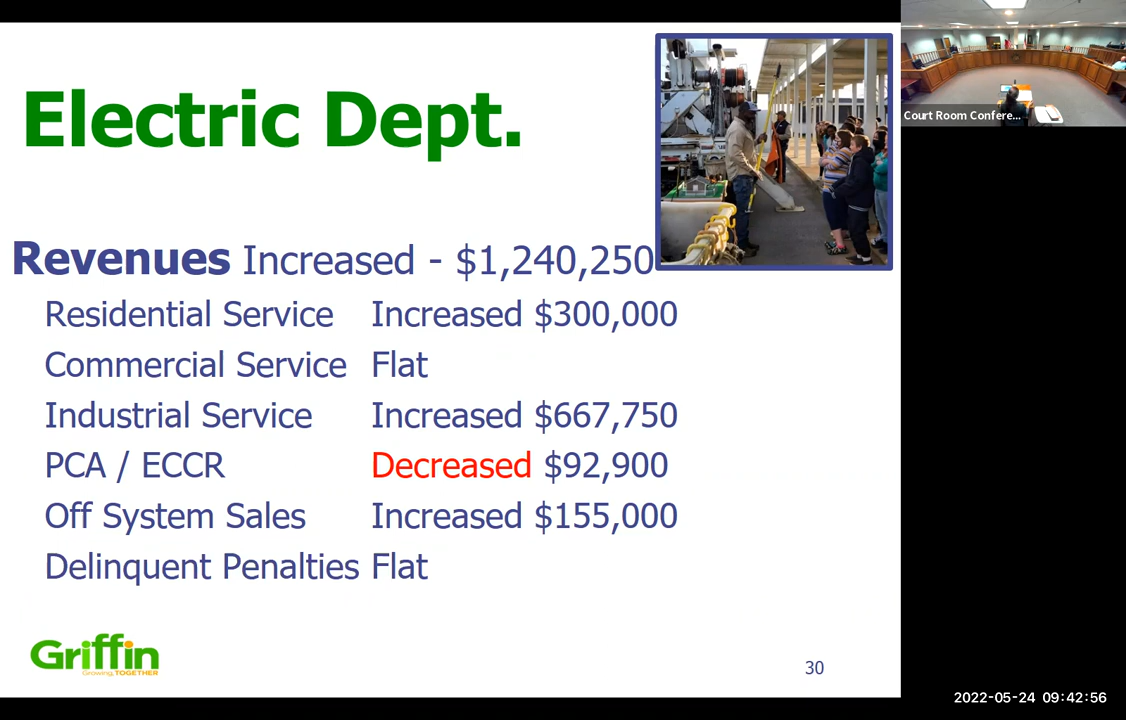 Electric Dept.
Court Room Confere...
Revenues Increased - $1,240,250
Residential Service Increased $300,000
Commercial Service Flat
Industrial Service Increased $667,750
PCA / ECCR Decreased $92,900
Off System Sales Increased $155,000
Delinquent Penalties Flat
Griffin
Growing, TOGETHER
30
2022-05-24 09:42:56